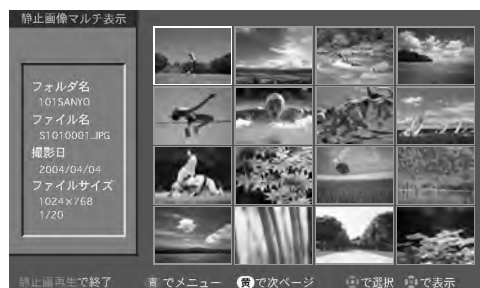 静止画像マルチ表示
フォルダ名
101SANYO
ファイル名
S1010001.JPG
撮影日
2004/04/04
ファイルサイズ
1024×768
1/20
静止画再生で終了
青 でメニュー
黄 で次ページ
で選択
で表示